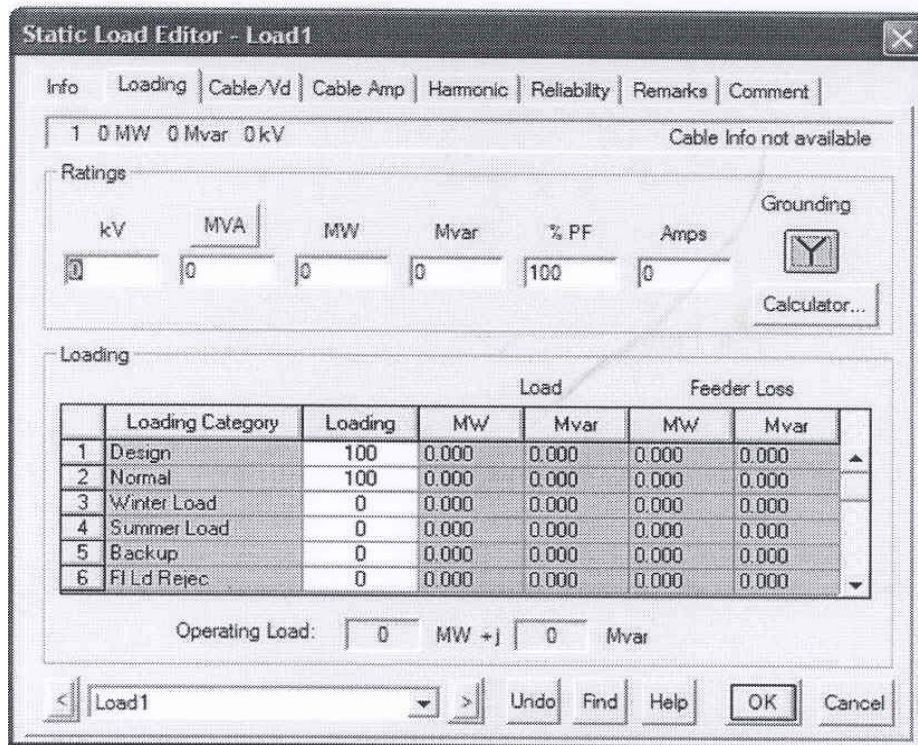 Static Load Editor - Load1
Info Loading Cable/Vd Cable Amp Harmonic Reliability Remarks Comment
1 0 MW 0 Mvar 0 kV Cable Info not available
Ratings
Grounding
kV MVA MW Mvar % PF Amps
0 0 0 0 100 0
Y
Calculator...
Loading
Load Feeder Loss
Loading Category Loading MW Mvar MW Mvar
1 Design 100 0.000 0.000 0.000 0.000
2 Normal 100 0.000 0.000 0.000 0.000
3 Winter Load 0 0.000 0.000 0.000 0.000
4 Summer Load 0 0.000 0.000 0.000 0.000
5 Backup 0 0.000 0.000 0.000 0.000
6 Fl Ld Rejec 0 0.000 0.000 0.000 0.000
Operating Load: 0 MW +j 0 Mvar
< Load1 > Undo Find Help OK Cancel